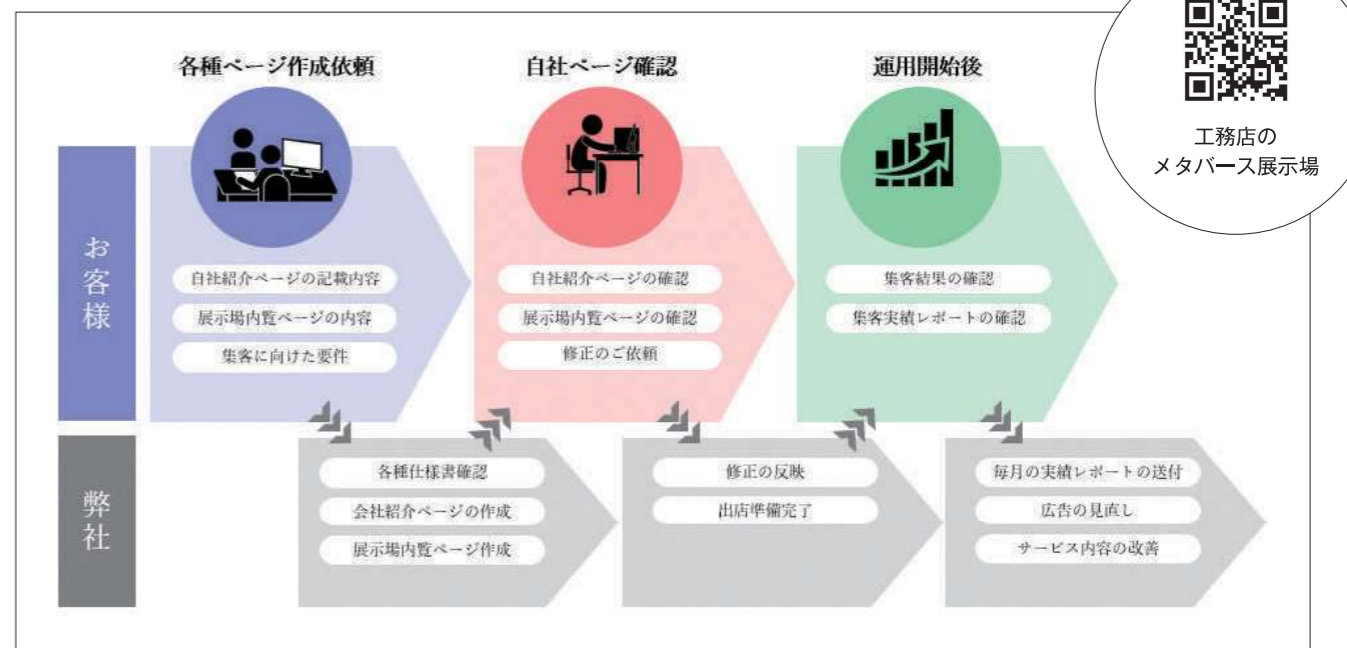 工務店の
メタバース展示場
各種ページ作成依頼
自社ページ確認
運用開始後
お客様
自社紹介ページの記載内容
展示場内覧ページの内容
集客に向けた要件
自社紹介ページの確認
展示場内覧ページの確認
修正のご依頼
集客結果の確認
集客実績レポートの確認
弊社
各種仕様書確認
会社紹介ページの作成
展示場内覧ページ作成
修正の反映
出店準備完了
毎月の実績レポートの送付
広告の見直し
サービス内容の改善